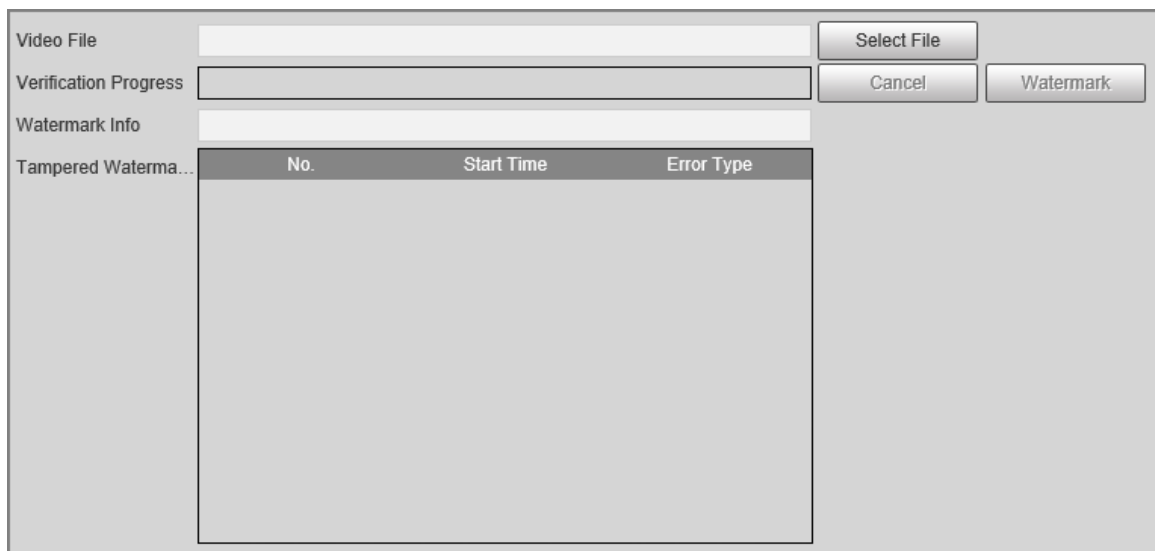 Video File Select File
Verification Progress Cancel Watermark
Watermark Info
Tampered Waterma... No. Start Time Error Type